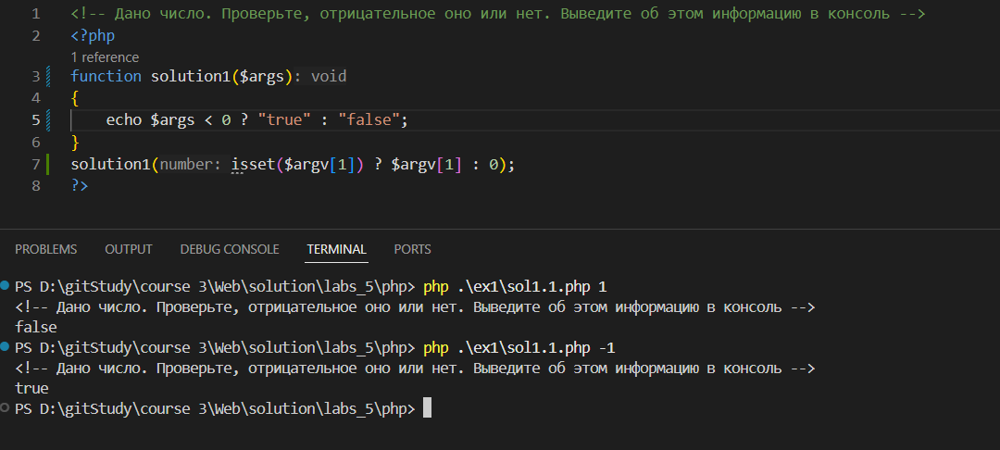 1 <!-- Дано число. Проверьте, отрицательное оно или нет. Выведите об этом информацию в консоль -->
2 <?php
1 reference
3 function solution1($args): void
4 {
5 echo $args < 0 ? "true" : "false";
6 }
7 solution1(number: isset($argv[1]) ? $argv[1] : 0);
8 ?>
PROBLEMS OUTPUT DEBUG CONSOLE TERMINAL PORTS
PS D:\gitStudy\course 3\Web\solution\labs_5\php> php .\ex1\sol1.1.php 1
<!-- Дано число. Проверьте, отрицательное оно или нет. Выведите об этом информацию в консоль -->
false
PS D:\gitStudy\course 3\Web\solution\labs_5\php> php .\ex1\sol1.1.php -1
<!-- Дано число. Проверьте, отрицательное оно или нет. Выведите об этом информацию в консоль -->
true
PS D:\gitStudy\course 3\Web\solution\labs_5\php>